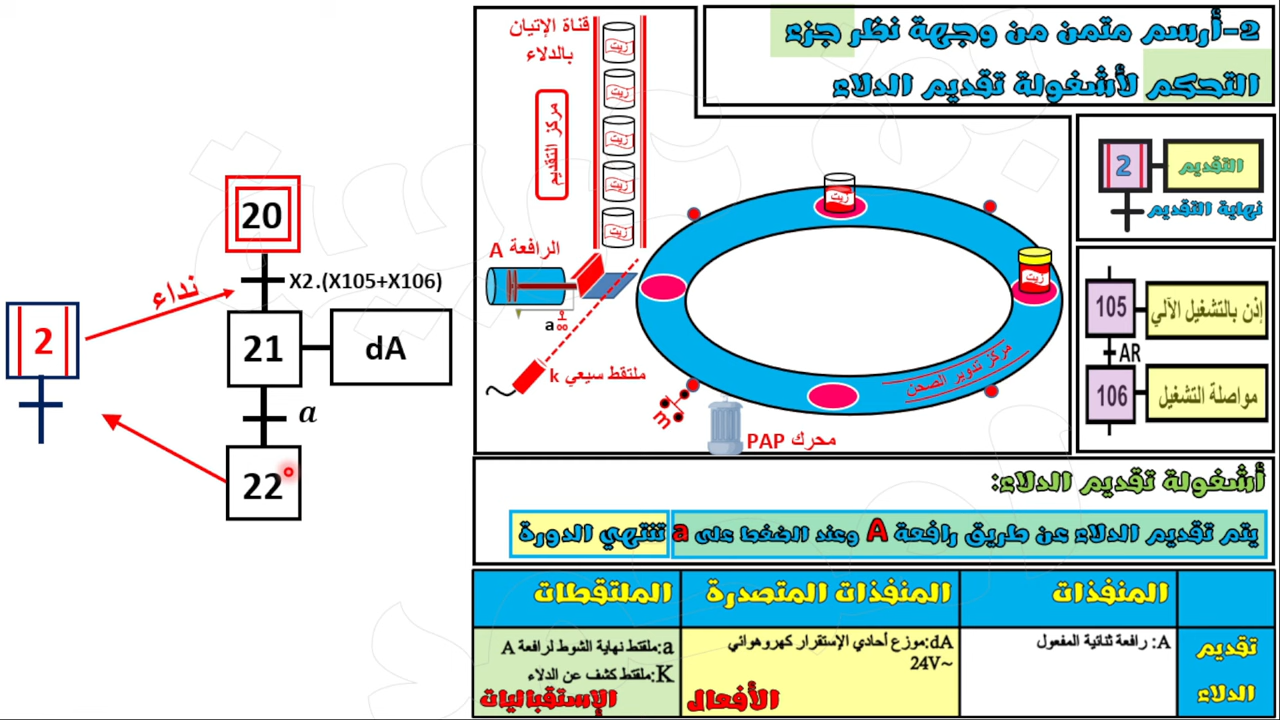 2-أرسم متمن من وجهة نظر جزء
التحكم لأشغولة تقديم الدلاء
قناة الإتيان
بالدلاء
مركز التقديم
زيت
زيت
زيت
زيت
زيت
الرافعة A
a
ملتقط سيعي k
زيت
زيت
مركز تدوير الصحن
m
محرك PAP
2
التقديم
نهاية التقديم
105
إذن بالتشغيل الآلي
AR
106
مواصلة التشغيل
20
X2.(X105+X106)
نداء
2
21
dA
a
22
أشغولة تقديم الدلاء:
يتم تقديم الدلاء عن طريق رافعة A وعند الضغط على a تنتهي الدورة
المنفذات
المنفذات المتصدرة
الملتقطات
تقديم
الدلاء
A: رافعة ثنائية المفعول
dA:موزع أحادي الإستقرار كهروهوائي
24V~
الأفعال
a:ملتقط نهاية الشوط لرافعة A
K:ملتقط كشف عن الدلاء
الإستقباليات